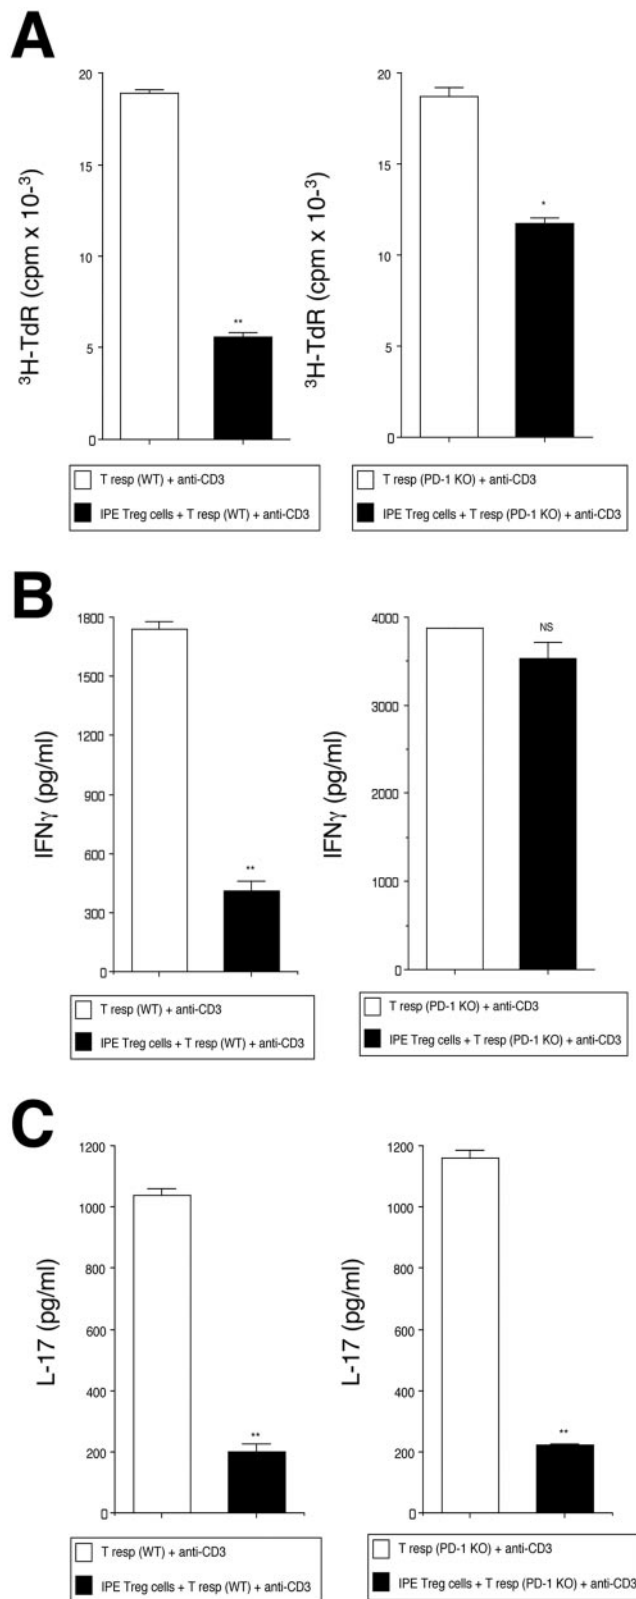 A
³H-TdR (cpm x 10-³)
20
15
10
5
0
**
T resp (WT) + anti-CD3
IPE Treg cells + T resp (WT) + anti-CD3
³H-TdR (cpm x 10-³)
20
15
10
5
0
*
T resp (PD-1 KO) + anti-CD3
IPE Treg cells + T resp (PD-1 KO) + anti-CD3
B
IFNγ (pg/ml)
1800
1500
1200
900
600
300
0
**
T resp (WT) + anti-CD3
IPE Treg cells + T resp (WT) + anti-CD3
IFNγ (pg/ml)
4000
3000
2000
1000
0
NS
T resp (PD-1 KO) + anti-CD3
IPE Treg cells + T resp (PD-1 KO) + anti-CD3
C
L-17 (pg/ml)
1200
1000
800
600
400
200
0
**
T resp (WT) + anti-CD3
IPE Treg cells + T resp (WT) + anti-CD3
L-17 (pg/ml)
1200
1000
800
600
400
200
0
**
T resp (PD-1 KO) + anti-CD3
IPE Treg cells + T resp (PD-1 KO) + anti-CD3